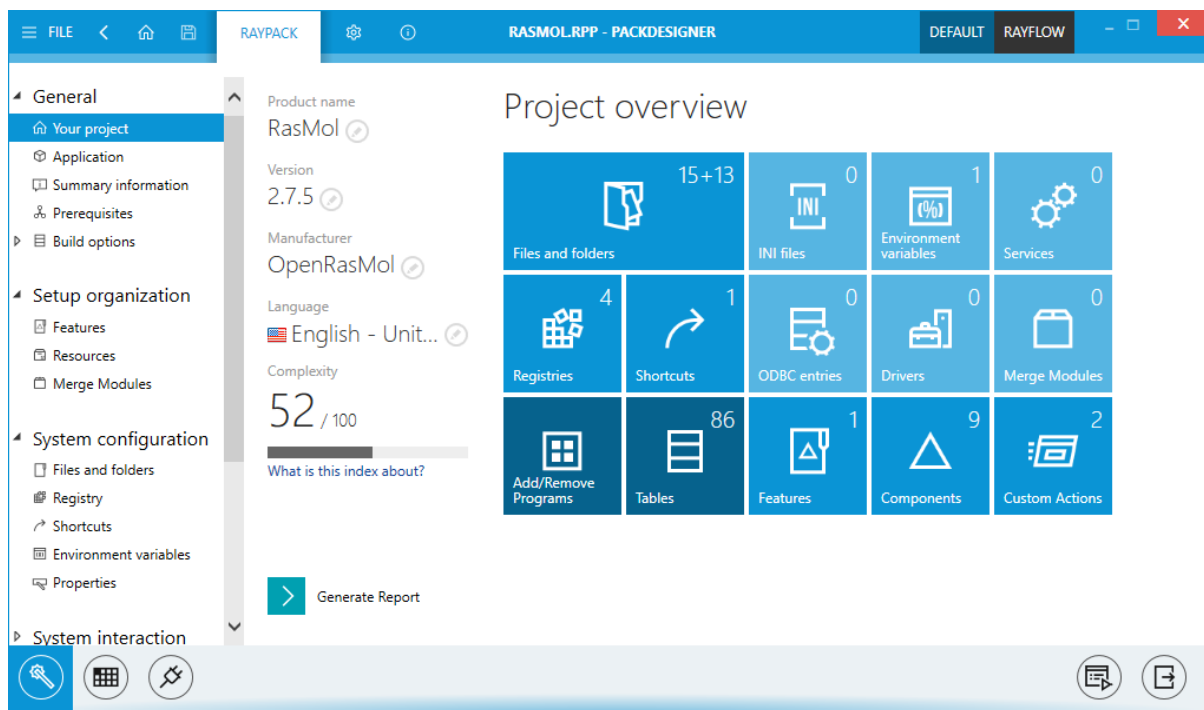 FILE
RAYPACK
RASMOL.RPP - PACKDESIGNER
DEFAULT
RAYFLOW
General
Your project
Application
Summary information
Prerequisites
Build options
Setup organization
Features
Resources
Merge Modules
System configuration
Files and folders
Registry
Shortcuts
Environment variables
Properties
System interaction
Product name
RasMol
Version
2.7.5
Manufacturer
OpenRasMol
Language
English - Unit...
Complexity
52 / 100
What is this index about?
Generate Report
Project overview
15+13
Files and folders
0
INI
INI files
1
(%)
Environment
variables
0
Services
4
Registries
1
Shortcuts
0
ODBC entries
0
Drivers
0
Merge Modules
Add/Remove
Programs
86
Tables
1
Features
9
Components
2
Custom Actions